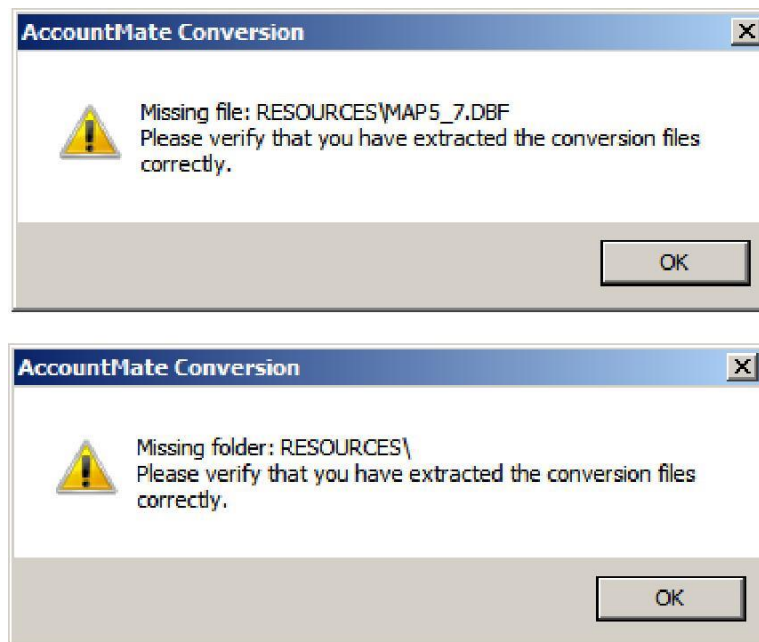 AccountMate Conversion
Missing file: RESOURCES\MAP5_7.DBF
Please verify that you have extracted the conversion files
correctly.
OK
AccountMate Conversion
Missing folder: RESOURCES\
Please verify that you have extracted the conversion files
correctly.
OK